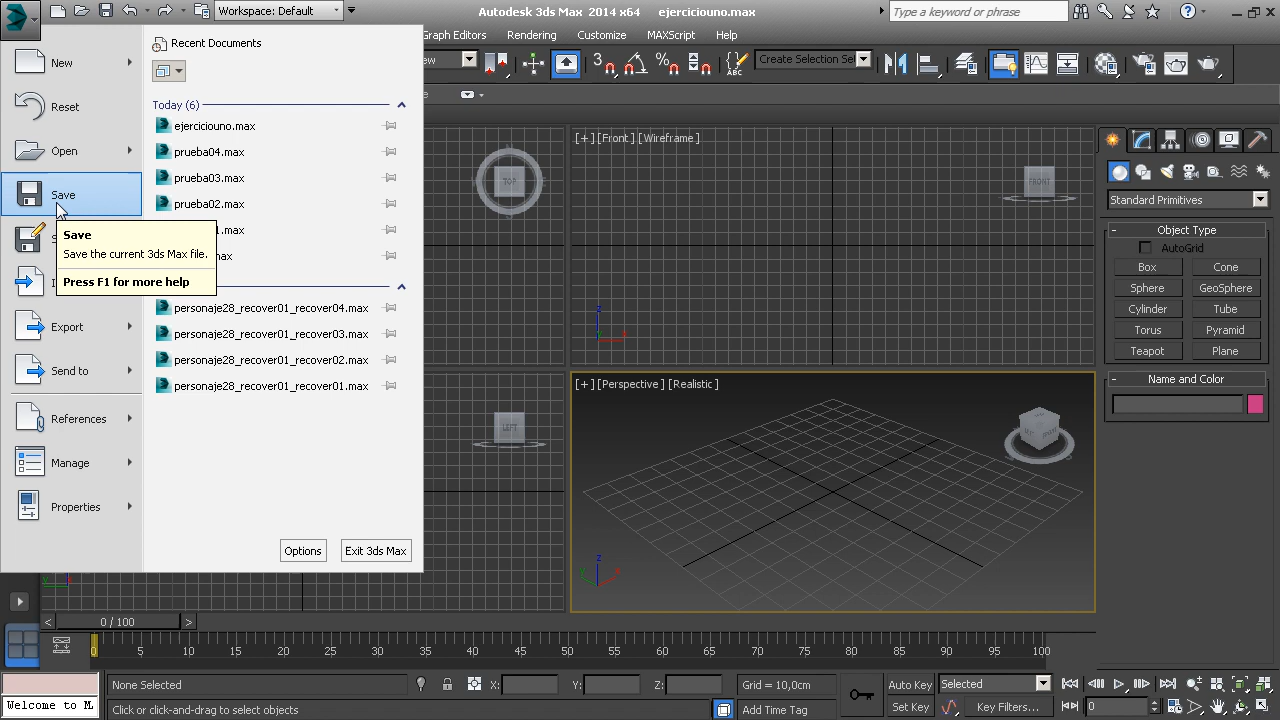 Workspace: Default
Autodesk 3ds Max 2014 x64
ejerciciouno.max
Type a keyword or phrase
Graph Editors
Rendering
Customize
MAXScript
Help
Create Selection Set
New
Reset
Open
Save
Export
Send to
References
Manage
Properties
Save
Save the current 3ds Max file.
Press F1 for more help
Recent Documents
Today (6)
ejerciciouno.max
prueba04.max
prueba03.max
prueba02.max
personaje28_recover01_recover04.max
personaje28_recover01_recover03.max
personaje28_recover01_recover02.max
personaje28_recover01_recover01.max
Options
Exit 3ds Max
TOP
[+] [Front] [Wireframe]
FRONT
LEFT
[+] [Perspective] [Realistic]
z
x
y
Standard Primitives
Object Type
AutoGrid
Box
Cone
Sphere
GeoSphere
Cylinder
Tube
Torus
Pyramid
Teapot
Plane
Name and Color
0 / 100
0 5 10 15 20 25 30 35 40 45 50 55 60 65 70 75 80 85 90 95 100
Welcome to M
None Selected
X:
Y:
Z:
Grid = 10,0cm
Click or click-and-drag to select objects
Add Time Tag
Auto Key
Selected
Set Key
Key Filters...
0